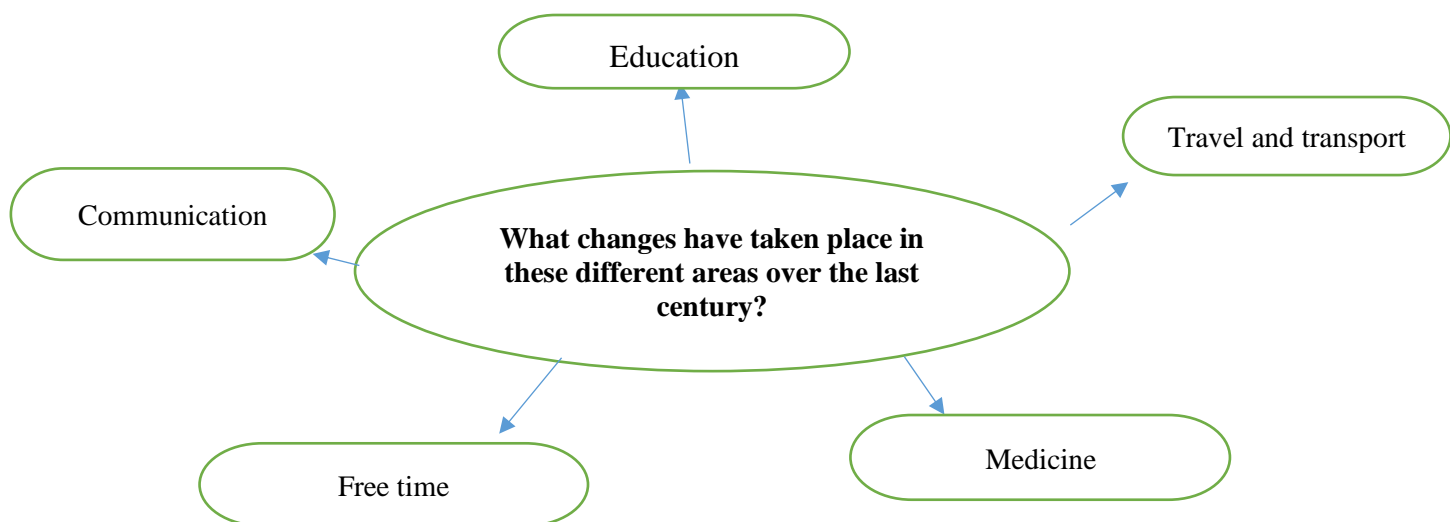 Education
Travel and transport
Communication
What changes have taken place in
these different areas over the last
century?
Medicine
Free time